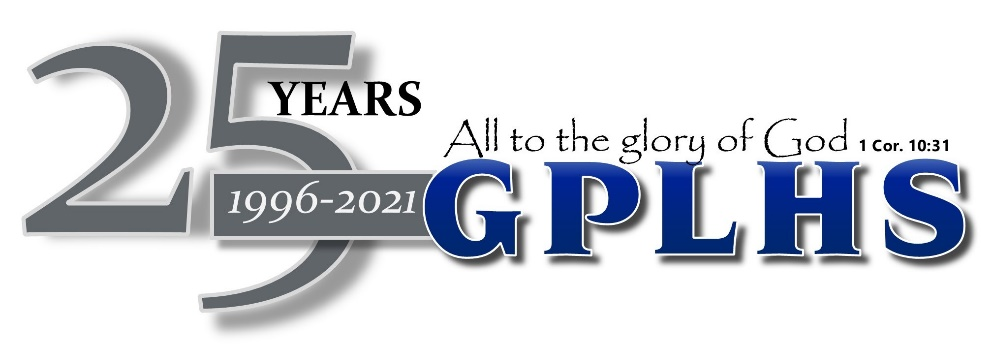 25
YEARS
1996-2021
All to the glory of God 1 Cor. 10:31
GPLHS